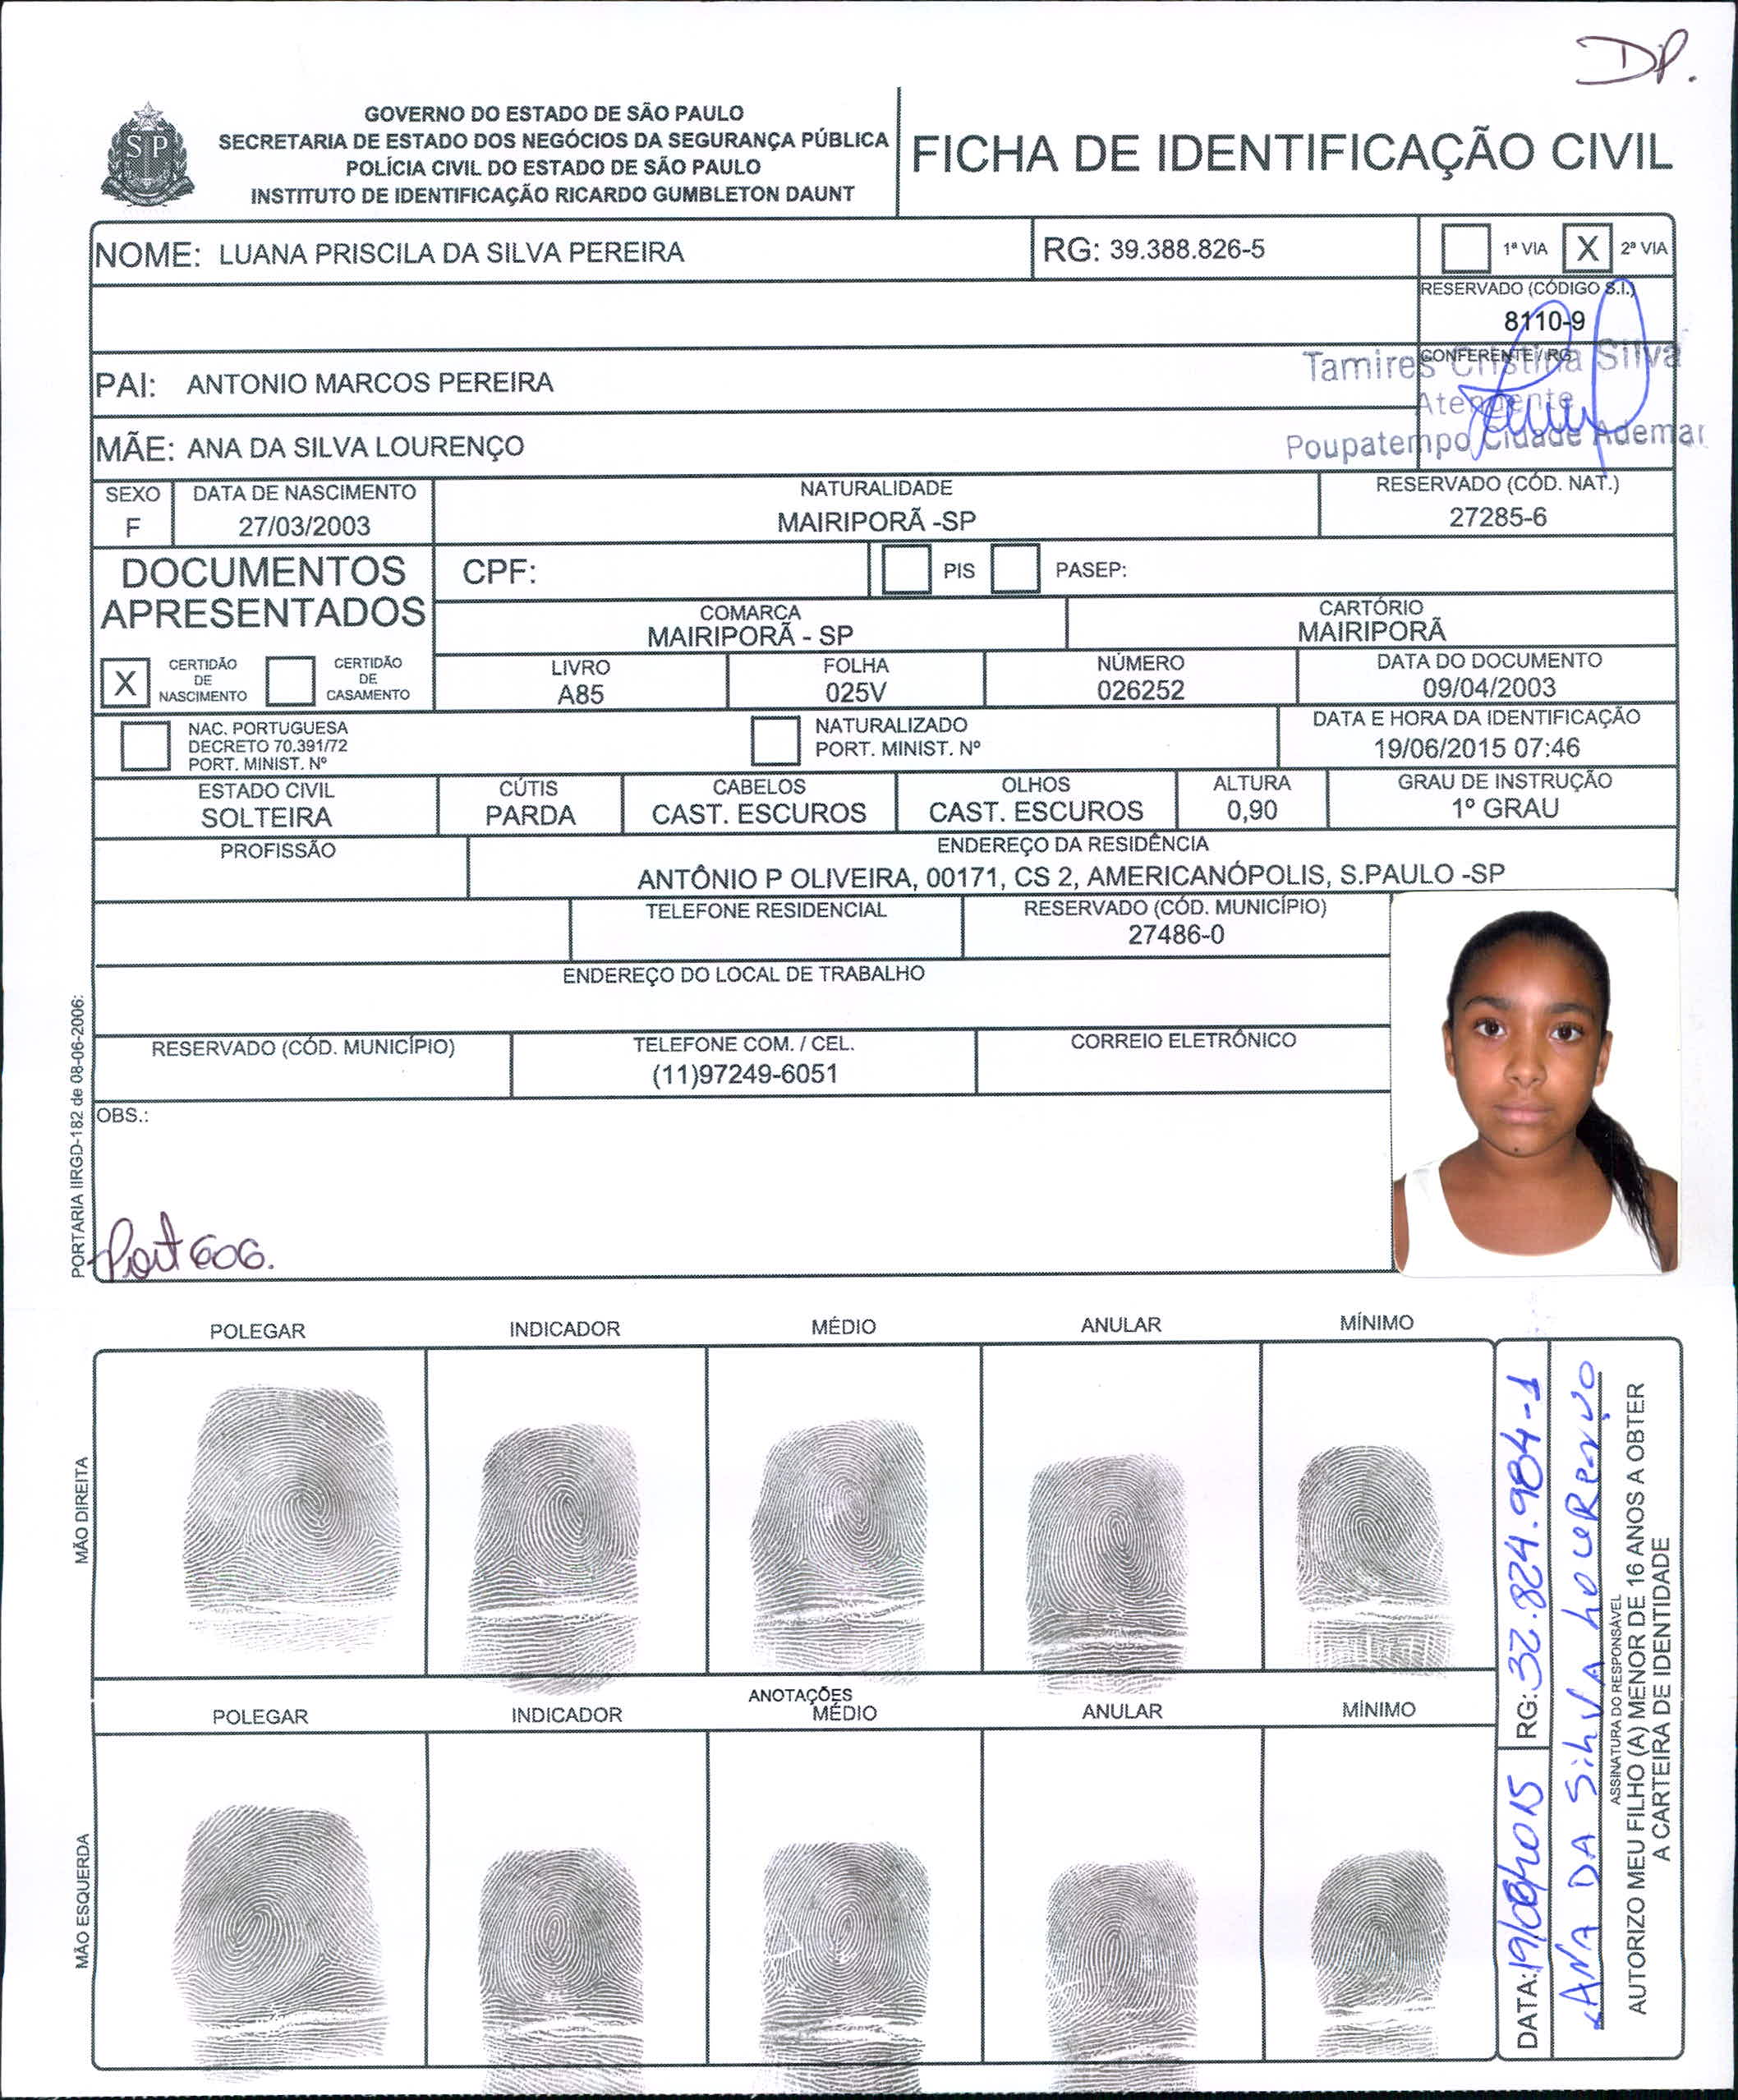 DP.
GOVERNO DO ESTADO DE SÃO PAULO
SECRETARIA DE ESTADO DOS NEGÓCIOS DA SEGURANÇA PÚBLICA
POLÍCIA CIVIL DO ESTADO DE SÃO PAULO
INSTITUTO DE IDENTIFICAÇÃO RICARDO GUMBLETON DAUNT
SP
FICHA DE IDENTIFICAÇÃO CIVIL
NOME: LUANA PRISCILA DA SILVA PEREIRA
RG: 39.388.826-5
1ª VIA X 2ª VIA
RESERVADO (CÓDIGO S.I.)
8110-9
PAI: ANTONIO MARCOS PEREIRA
CONFERENTE/RG
Tamires Cristina Silva
Atendente
Poupatempo Cidade Ademar
MÃE: ANA DA SILVA LOURENÇO
SEXO
F
DATA DE NASCIMENTO
27/03/2003
NATURALIDADE
MAIRIPORÃ -SP
RESERVADO (CÓD. NAT.)
27285-6
DOCUMENTOS
APRESENTADOS
CPF:
PIS
PASEP:
COMARCA
MAIRIPORÃ - SP
CARTÓRIO
MAIRIPORÃ
X CERTIDÃO
DE
NASCIMENTO
CERTIDÃO
DE
CASAMENTO
LIVRO
A85
FOLHA
025V
NÚMERO
026252
DATA DO DOCUMENTO
09/04/2003
NAC. PORTUGUESA
DECRETO 70.391/72
PORT. MINIST. Nº
NATURALIZADO
PORT. MINIST. Nº
DATA E HORA DA IDENTIFICAÇÃO
19/06/2015 07:46
ESTADO CIVIL
SOLTEIRA
CÚTIS
PARDA
CABELOS
CAST. ESCUROS
OLHOS
CAST. ESCUROS
ALTURA
0,90
GRAU DE INSTRUÇÃO
1º GRAU
PROFISSÃO
ENDEREÇO DA RESIDÊNCIA
ANTÔNIO P OLIVEIRA, 00171, CS 2, AMERICANÓPOLIS, S.PAULO -SP
TELEFONE RESIDENCIAL
RESERVADO (CÓD. MUNICÍPIO)
27486-0
ENDEREÇO DO LOCAL DE TRABALHO
RESERVADO (CÓD. MUNICÍPIO)
TELEFONE COM. / CEL.
(11)97249-6051
CORREIO ELETRÔNICO
OBS.:
Port 606.
PORTARIA IIRGD-182 de 08-06-2006:
POLEGAR INDICADOR MÉDIO ANULAR MÍNIMO
MÃO DIREITA
ANOTAÇÕES
POLEGAR INDICADOR MÉDIO ANULAR MÍNIMO
MÃO ESQUERDA
DATA: RG: 32.824.984-1
ANA DA SILVA LOURENÇO
ASSINATURA DO RESPONSÁVEL
AUTORIZO MEU FILHO (A) MENOR DE 16 ANOS A OBTER
A CARTEIRA DE IDENTIDADE